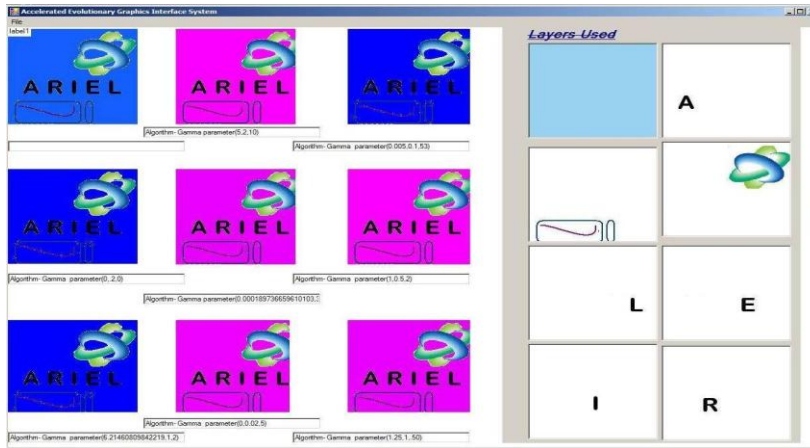 Accelerated Evolutionary Graphics Interface System
File
label1
Layers Used
ARIEL
ARIEL
ARIEL
A
Algorithm- Gamma parameter(5,2,10)
Algorithm- Gamma parameter(0.005,0.1,53)
ARIEL
ARIEL
ARIEL
Algorithm- Gamma parameter(0,.2,0)
Algorithm- Gamma parameter(1,0.5,2)
L
E
Algorithm- Gamma parameter(0.000189736659610103,
ARIEL
ARIEL
ARIEL
I
R
Algorithm- Gamma parameter(0,0.02,5)
Algorithm- Gamma parameter(6.21460809842219,1,2)
Algorithm- Gamma parameter(1.25,1,.50)